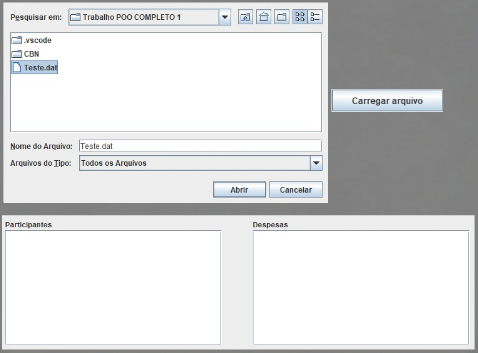 Pesquisar em: Trabalho POO COMPLETO 1
.vscode
CBN
Teste.dat
Carregar arquivo
Nome do Arquivo: Teste.dat
Arquivos do Tipo: Todos os Arquivos
Abrir Cancelar
Participantes Despesas